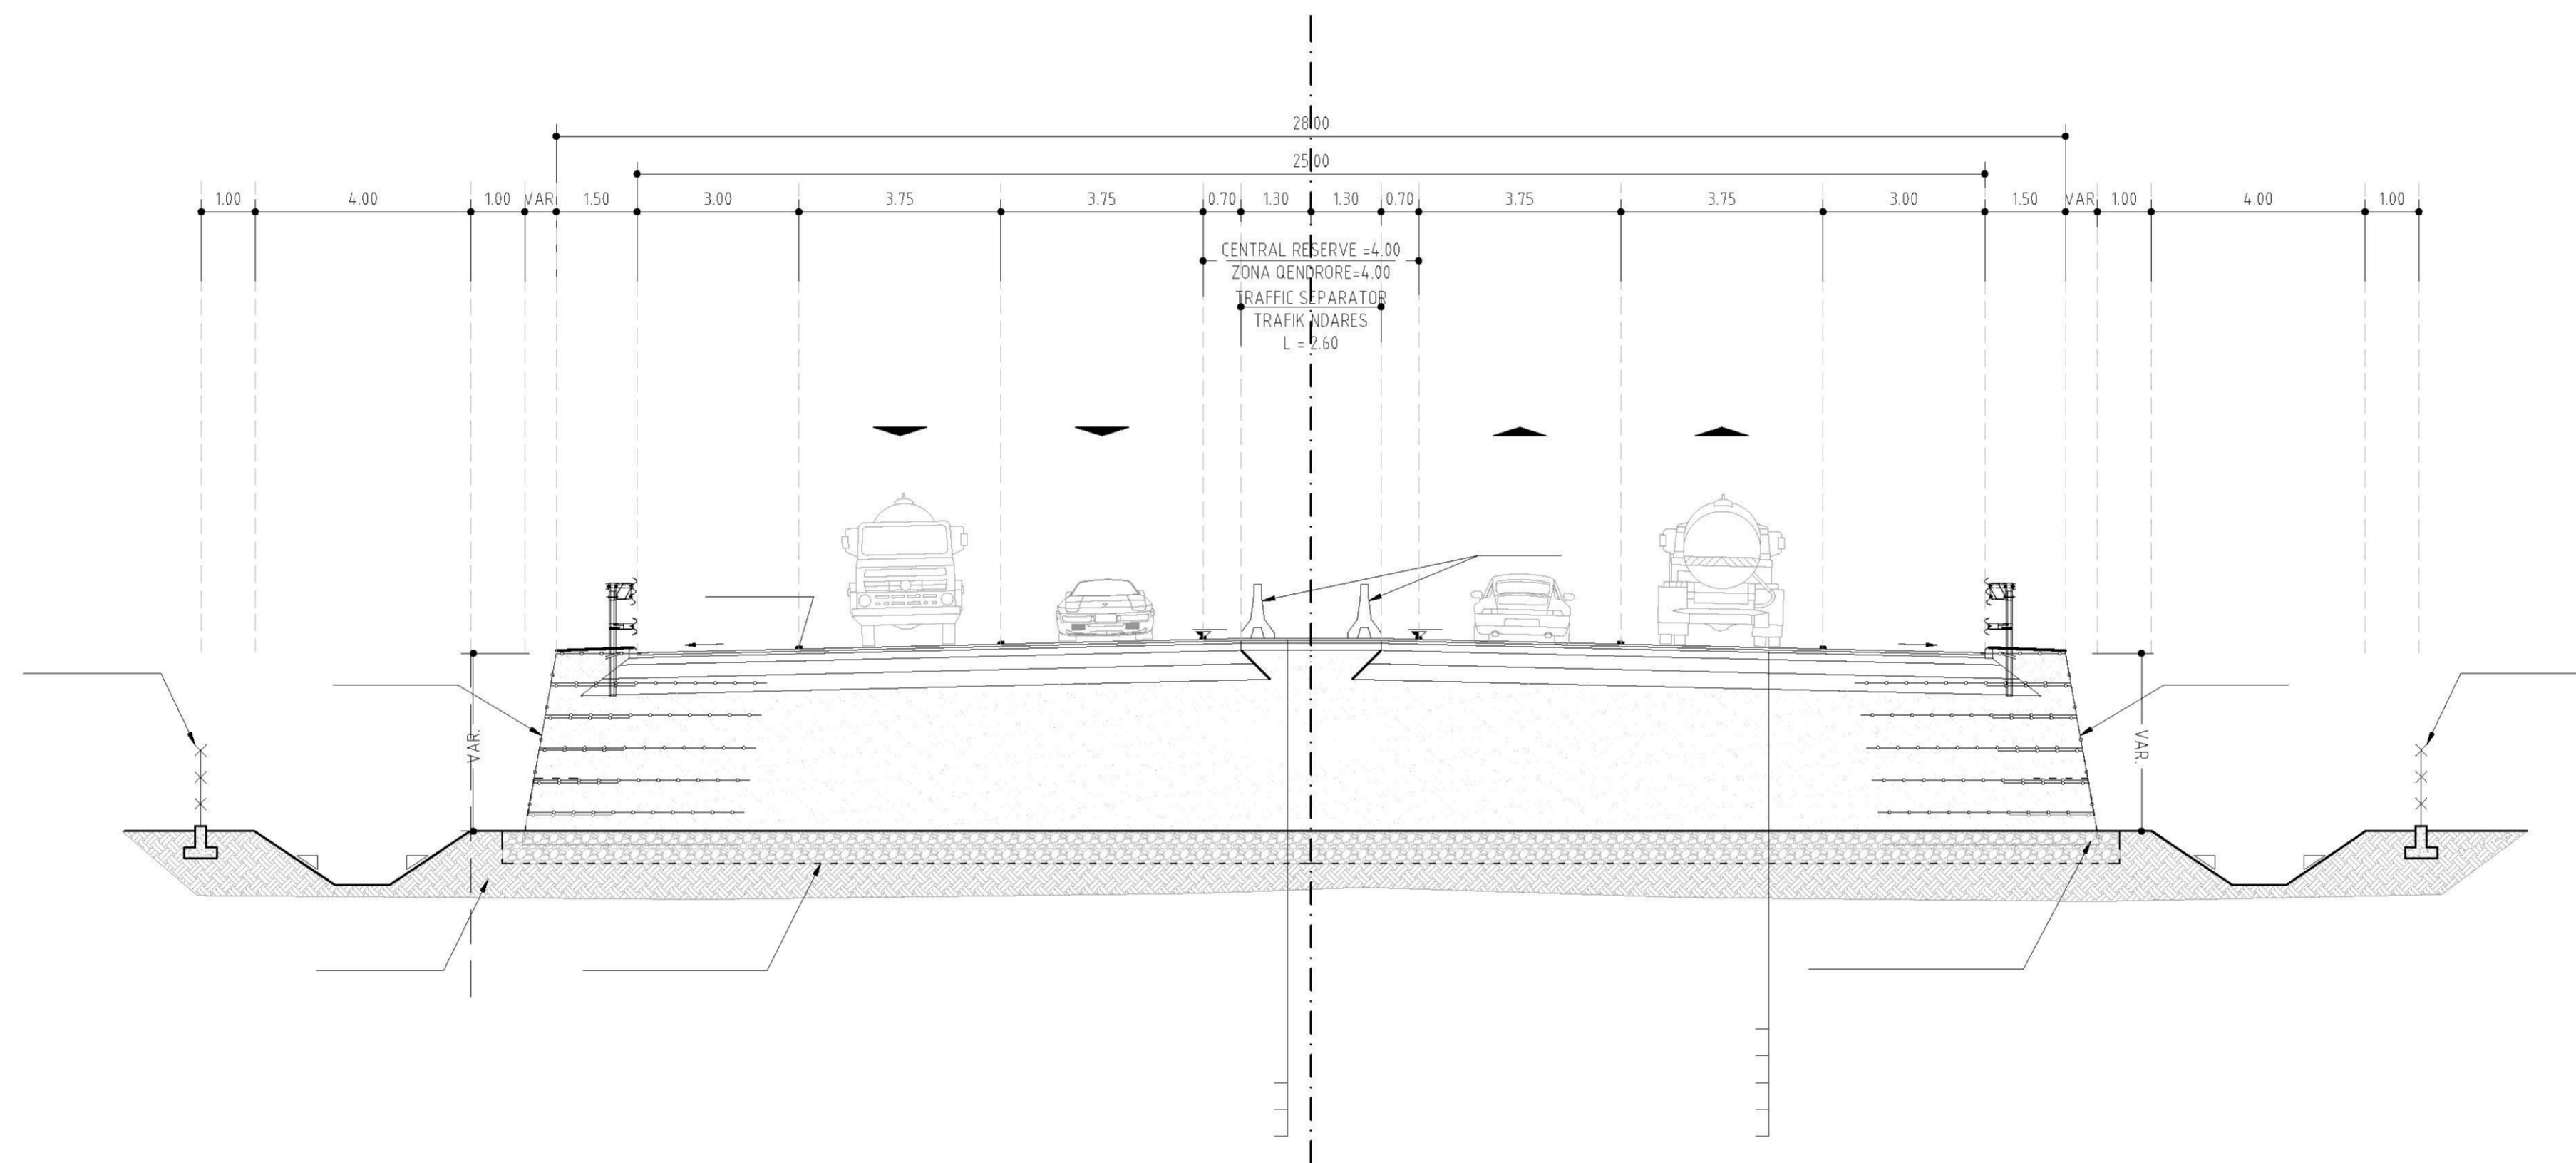 28.00
25.00
1.00 4.00 1.00 VAR. 1.50 3.00 3.75 3.75 0.70 1.30 1.30 0.70 3.75 3.75 3.00 1.50 VAR. 1.00 4.00 1.00
CENTRAL RESERVE =4.00
ZONA QENDRORE=4.00
TRAFFIC SEPARATOR
TRAFIK NDARES
L = 2.60
VAR.
VAR.